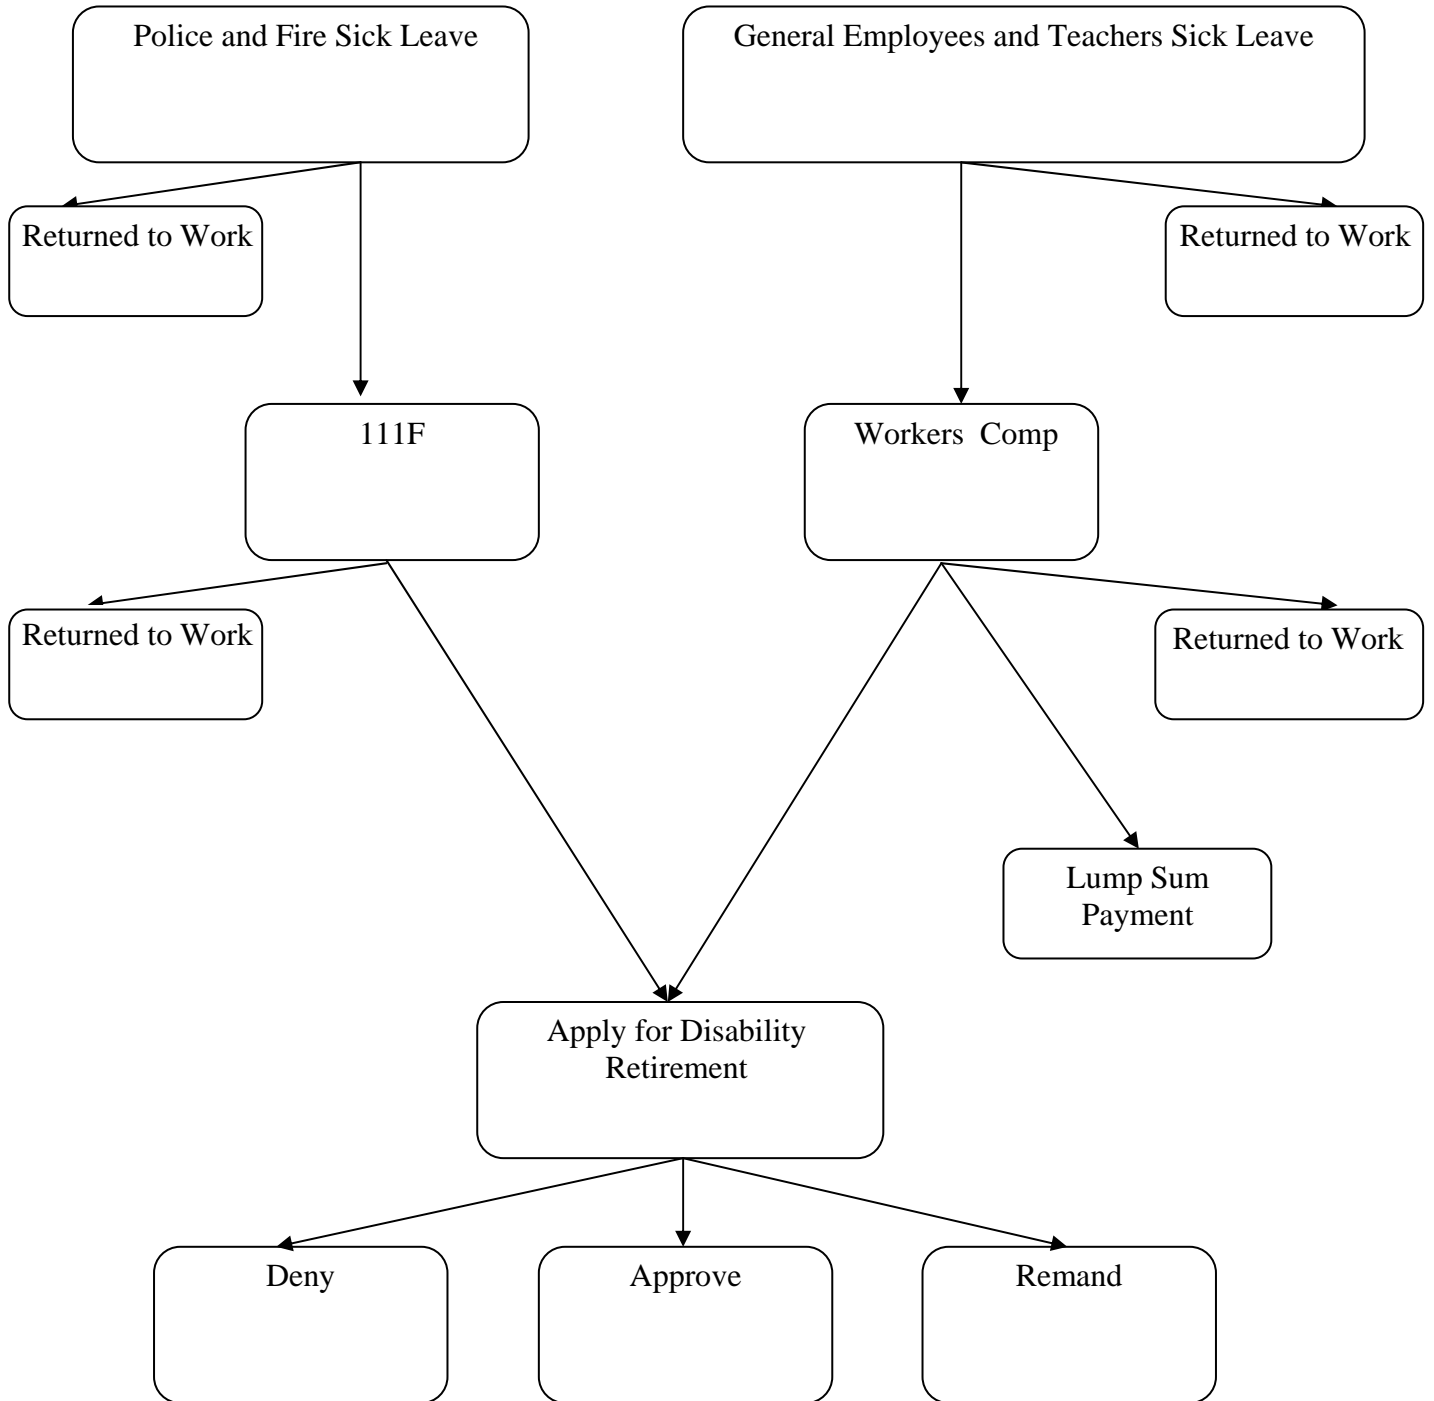 Police and Fire Sick Leave
General Employees and Teachers Sick Leave
Returned to Work
Returned to Work
111F
Workers  Comp
Returned to Work
Returned to Work
Lump Sum
Payment
Apply for Disability
Retirement
Deny
Approve
Remand